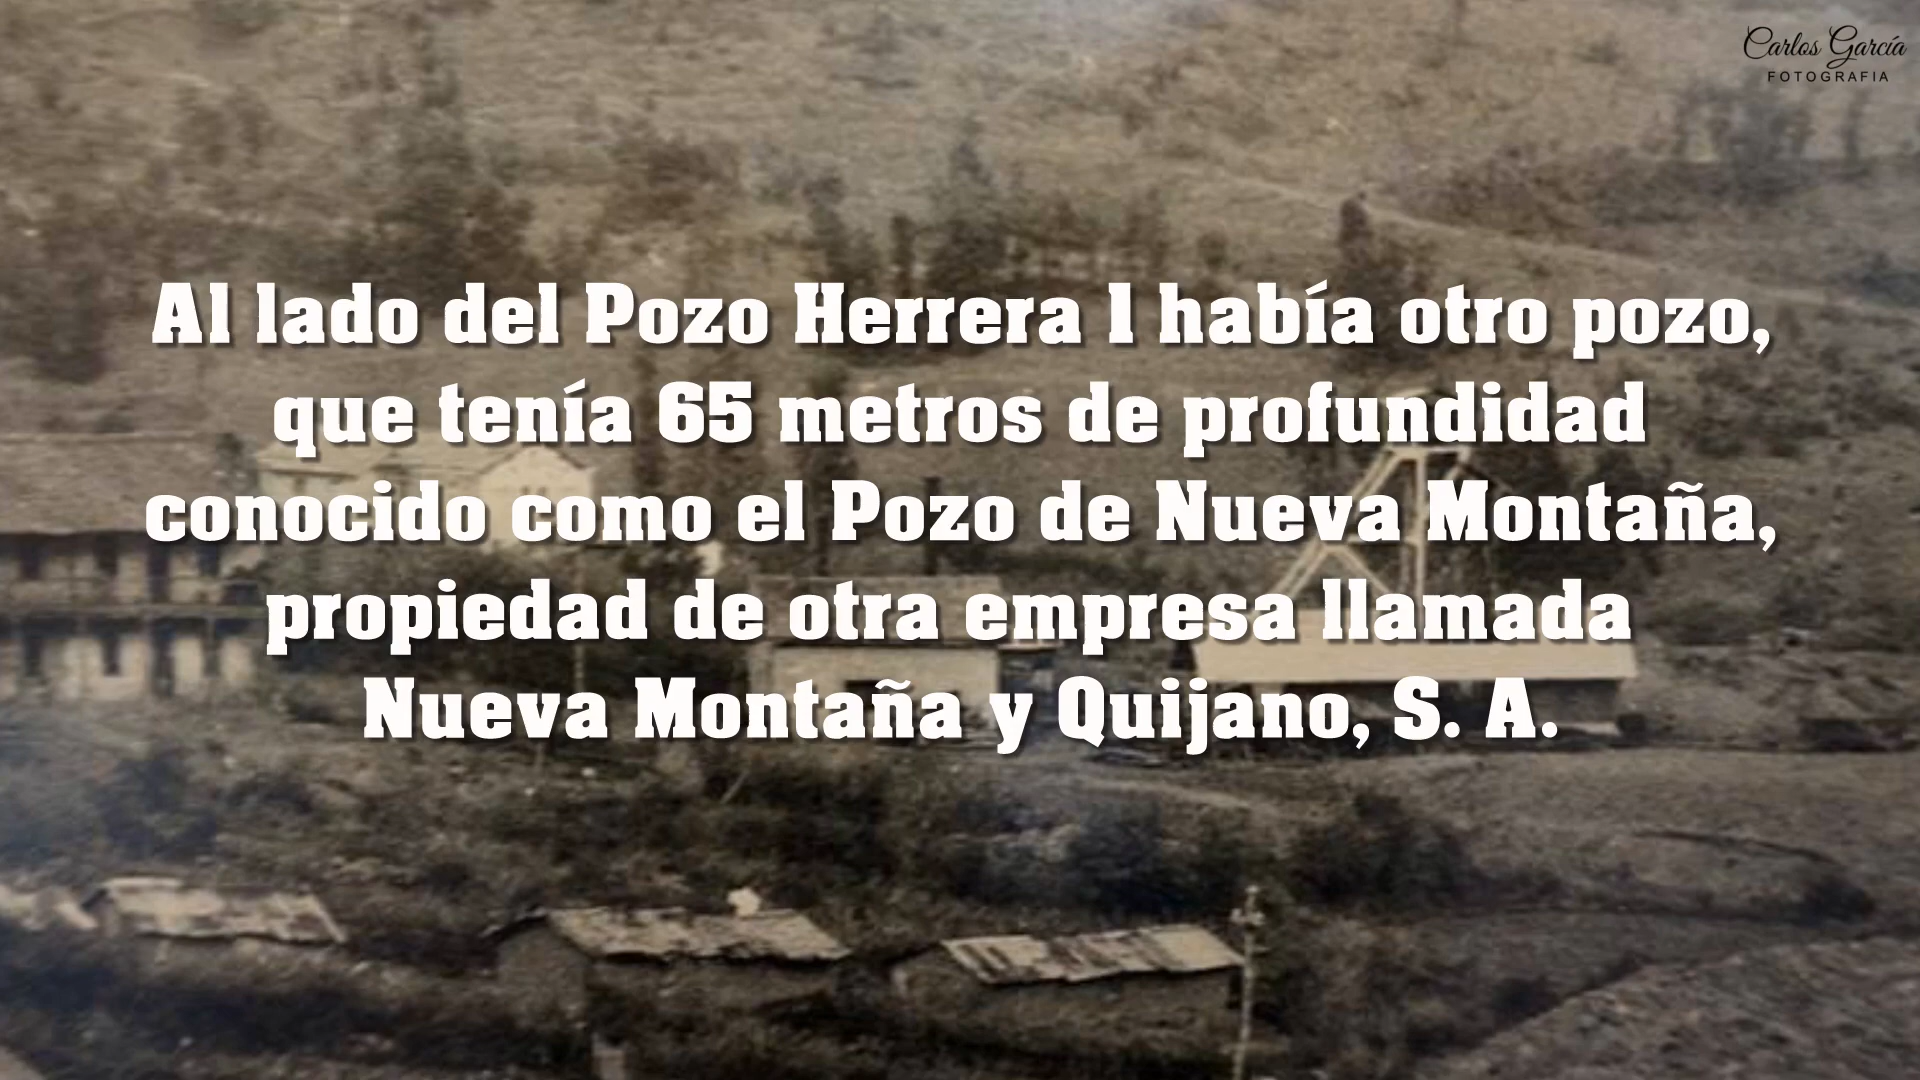 Carlos García
FOTOGRAFIA
Al lado del Pozo Herrera 1 había otro pozo,
que tenía 65 metros de profundidad
conocido como el Pozo de Nueva Montaña,
propiedad de otra empresa llamada
Nueva Montaña y Quijano, S. A.